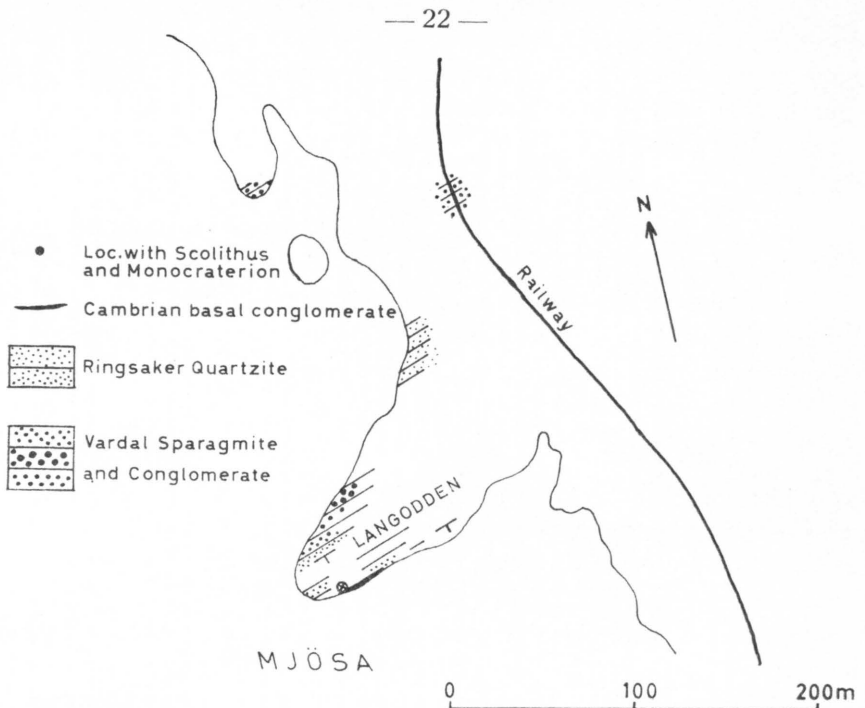 — 22 —
N
Loc. with Scolithus
and Monocraterion
Cambrian basal conglomerate
Railway
Ringsaker Quartzite
Vardal Sparagmite
and Conglomerate
LANGODDEN
MJÖSA
0 100 200m